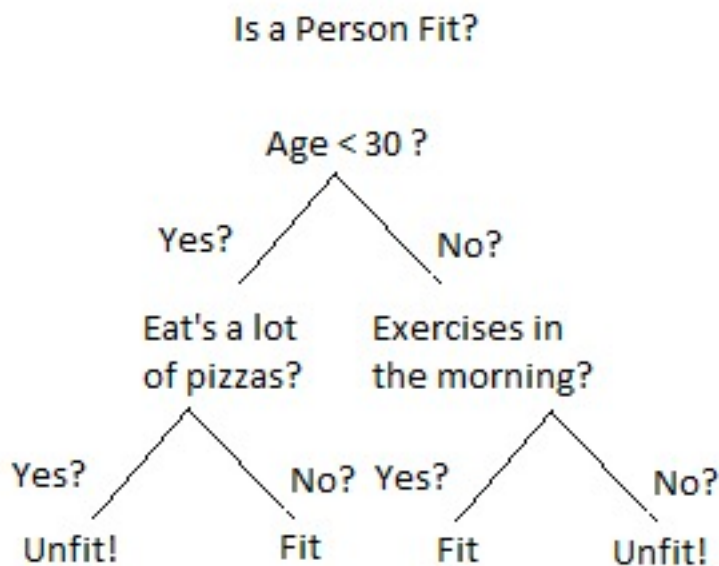 Is a Person Fit?
Age < 30 ?
Yes?
No?
Eat's a lot
of pizzas?
Exercises in
the morning?
Yes?
No?
Yes?
No?
Unfit!
Fit
Fit
Unfit!